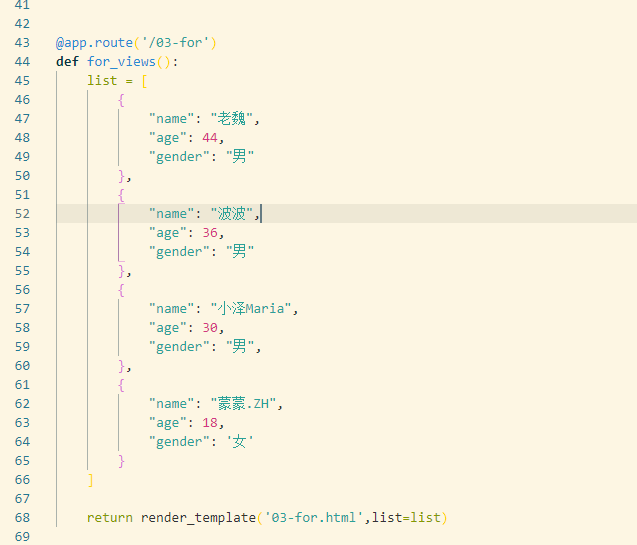 41
42
43 @app.route('/03-for')
44 def for_views():
45     list = [
46         {
47             "name": "老魏",
48             "age": 44,
49             "gender": "男"
50         },
51         {
52             "name": "波波",
53             "age": 36,
54             "gender": "男"
55         },
56         {
57             "name": "小泽Maria",
58             "age": 30,
59             "gender": "男",
60         },
61         {
62             "name": "蒙蒙.ZH",
63             "age": 18,
64             "gender": '女'
65         }
66     ]
67
68     return render_template('03-for.html',list=list)
69